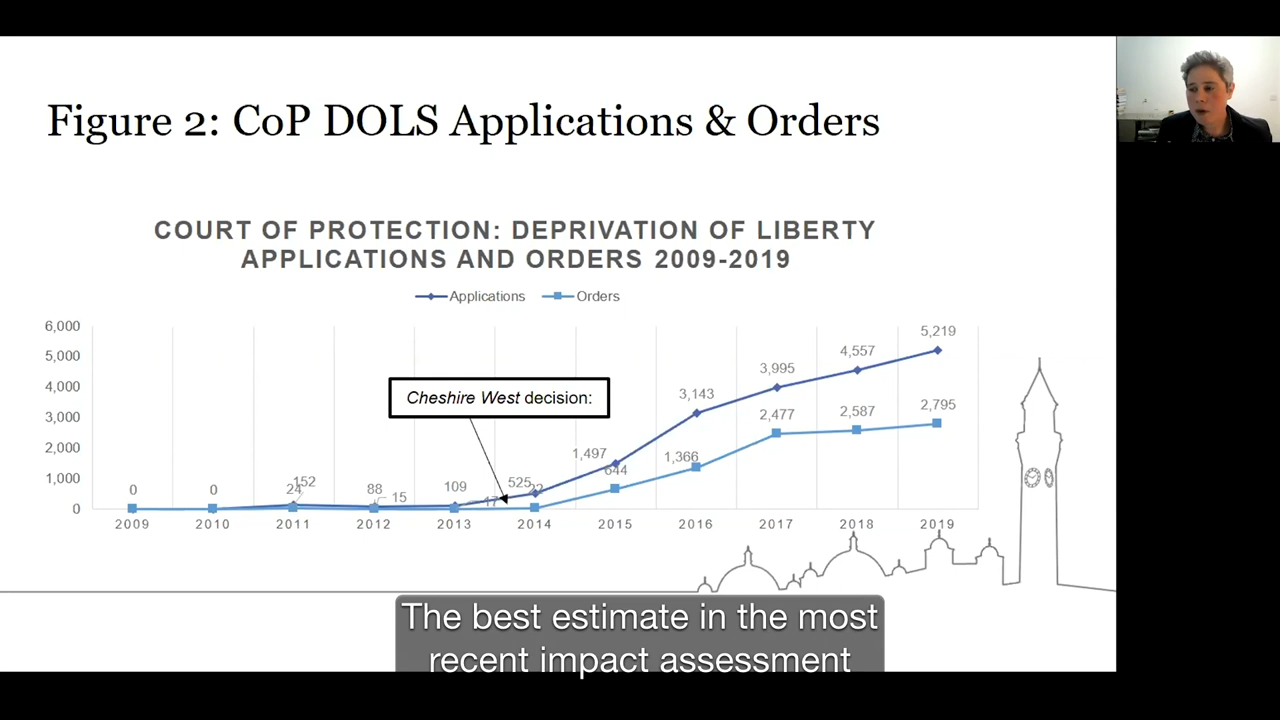 Figure 2: CoP DOLS Applications & Orders
COURT OF PROTECTION: DEPRIVATION OF LIBERTY
APPLICATIONS AND ORDERS 2009-2019
Applications Orders
6,000
5,000
4,000
3,000
2,000
1,000
0
Cheshire West decision:
0 0 152 88 109 525 1,497 3,143 3,995 4,557 5,219
24 15 17 22 644 1,366 2,477 2,587 2,795
2009 2010 2011 2012 2013 2014 2015 2016 2017 2018 2019
The best estimate in the most
recent impact assessment